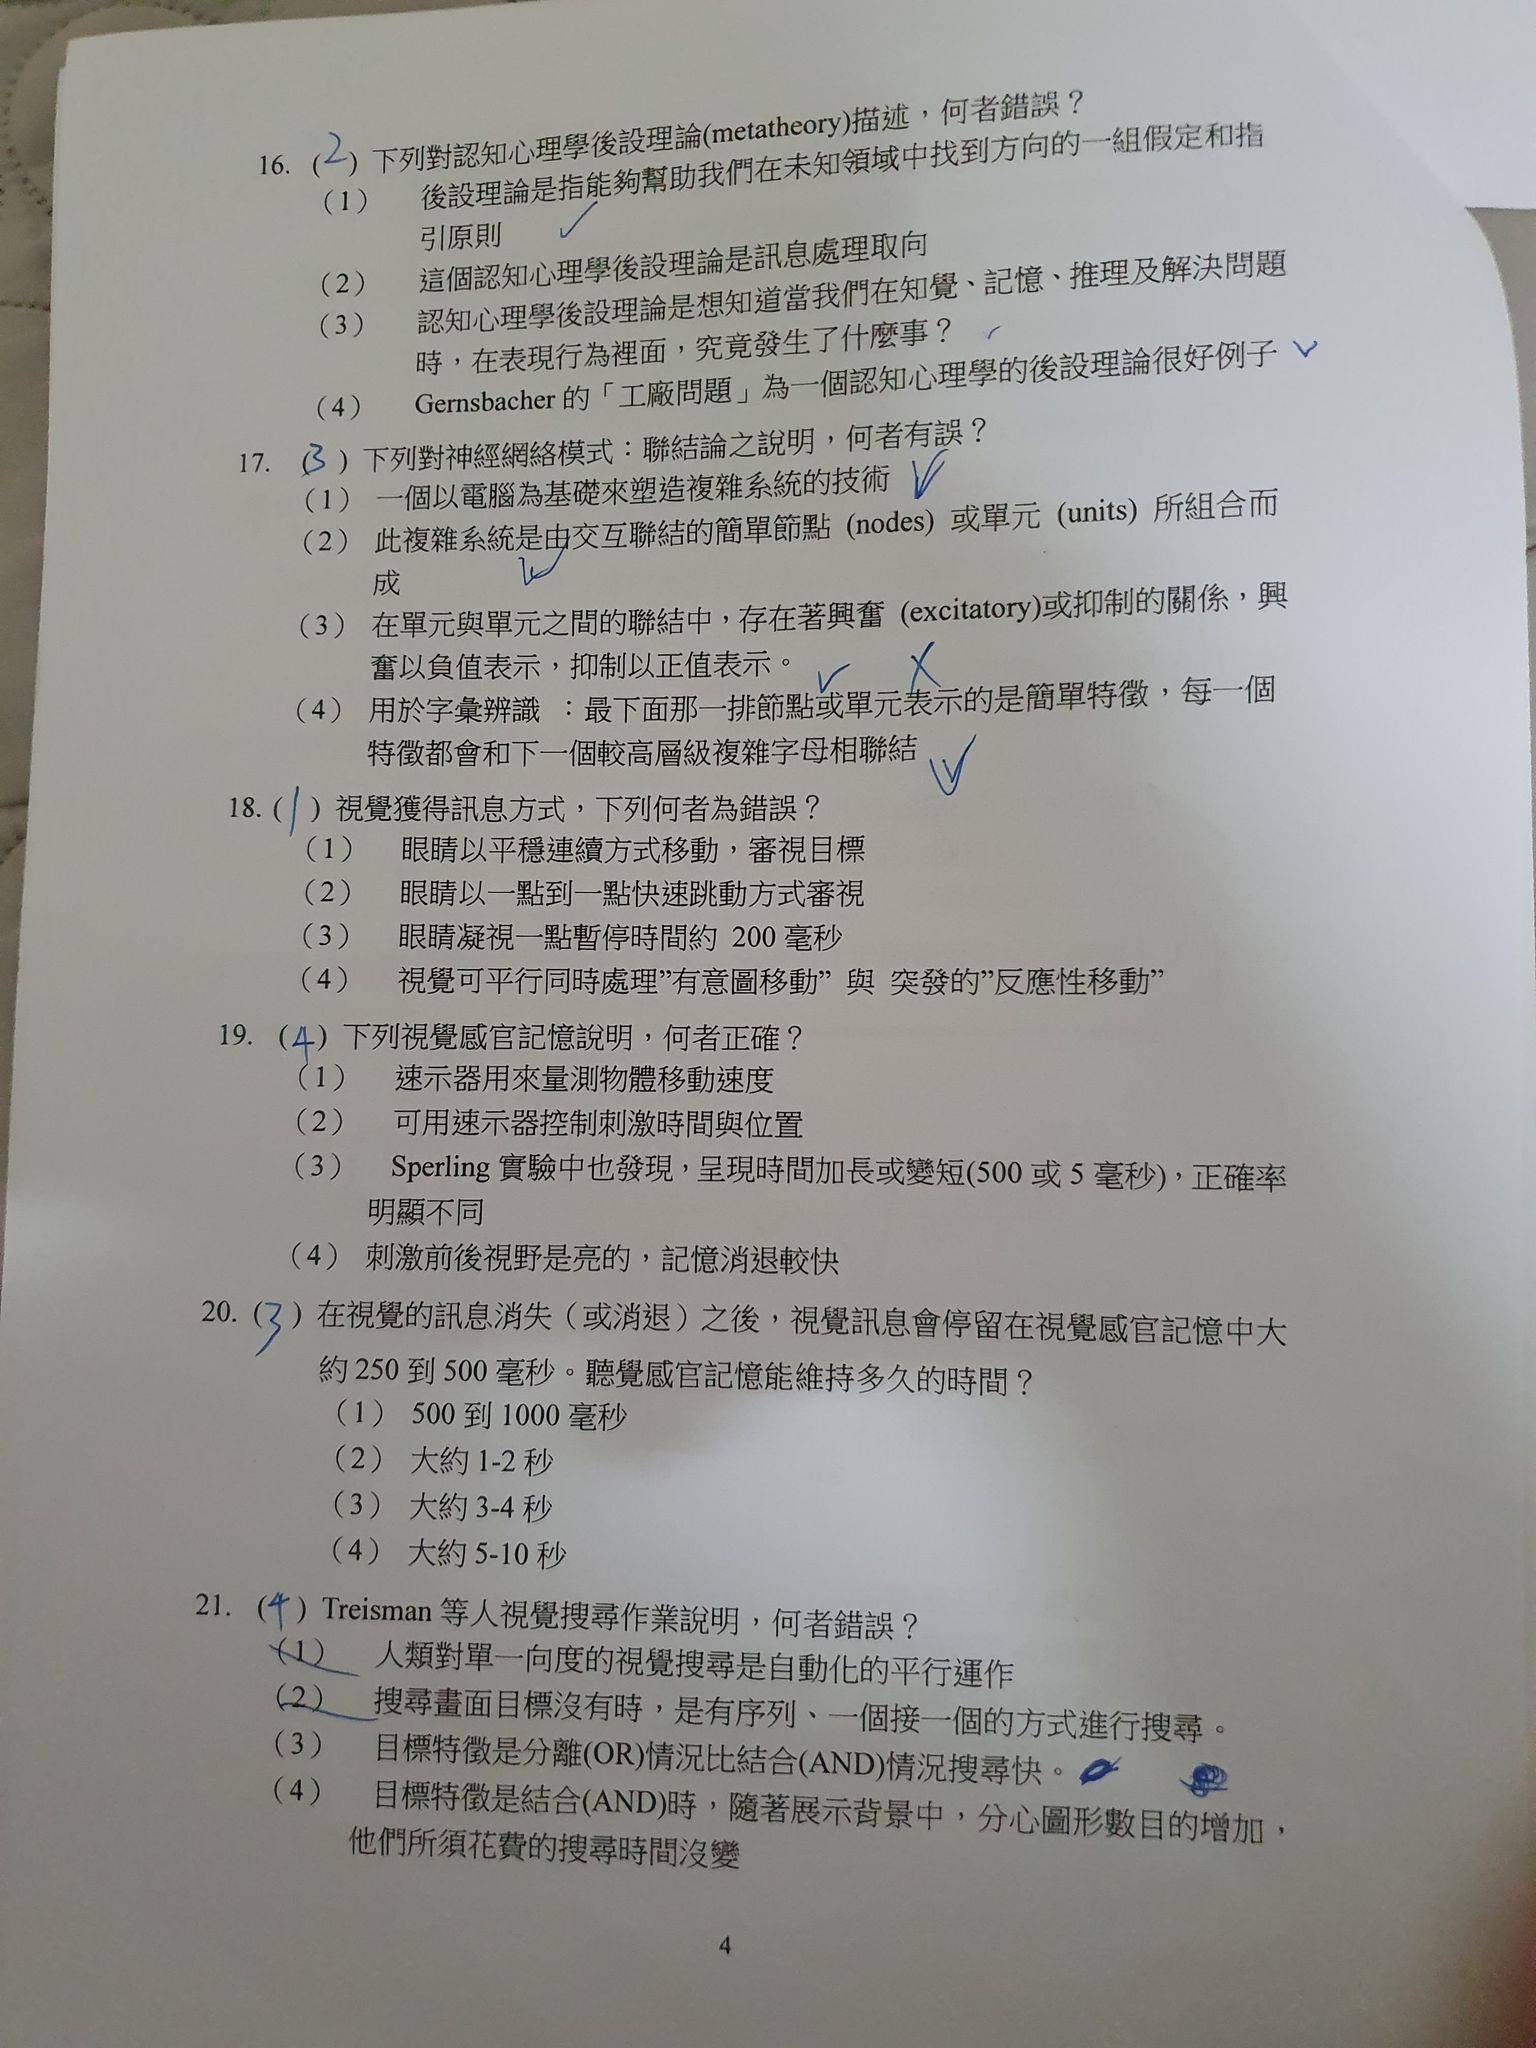 16. (2) 下列對認知心理學後設理論(metatheory)描述，何者錯誤？
(1) 後設理論是指能夠幫助我們在未知領域中找到方向的一組假定和指
引原則
(2) 這個認知心理學後設理論是訊息處理取向
(3) 認知心理學後設理論是想知道當我們在知覺、記憶、推理及解決問題
時，在表現行為裡面，究竟發生了什麼事？
(4) Gernsbacher 的「工廠問題」為一個認知心理學的後設理論很好例子
17. (3) 下列對神經網絡模式：聯結論之說明，何者有誤？
(1) 一個以電腦為基礎來塑造複雜系統的技術
(2) 此複雜系統是由交互聯結的簡單節點 (nodes) 或單元 (units) 所組合而
成
(3) 在單元與單元之間的聯結中，存在著興奮 (excitatory)或抑制的關係，興
奮以負值表示，抑制以正值表示。
(4) 用於字彙辨識 ：最下面那一排節點或單元表示的是簡單特徵，每一個
特徵都會和下一個較高層級複雜字母相聯結
18. (1) 視覺獲得訊息方式，下列何者為錯誤？
(1) 眼睛以平穩連續方式移動，審視目標
(2) 眼睛以一點到一點快速跳動方式審視
(3) 眼睛凝視一點暫停時間約 200 毫秒
(4) 視覺可平行同時處理”有意圖移動” 與 突發的”反應性移動”
19. (4) 下列視覺感官記憶說明，何者正確？
(1) 速示器用來量測物體移動速度
(2) 可用速示器控制刺激時間與位置
(3) Sperling 實驗中也發現，呈現時間加長或變短(500 或 5 毫秒)，正確率
明顯不同
(4) 刺激前後視野是亮的，記憶消退較快
20. (3) 在視覺的訊息消失（或消退）之後，視覺訊息會停留在視覺感官記憶中大
約 250 到 500 毫秒。聽覺感官記憶能維持多久的時間？
(1) 500 到 1000 毫秒
(2) 大約 1-2 秒
(3) 大約 3-4 秒
(4) 大約 5-10 秒
21. (4) Treisman 等人視覺搜尋作業說明，何者錯誤？
(1) 人類對單一向度的視覺搜尋是自動化的平行運作
(2) 搜尋畫面目標沒有時，是有序列、一個接一個的方式進行搜尋。
(3) 目標特徵是分離(OR)情況比結合(AND)情況搜尋快。
(4) 目標特徵是結合(AND)時，隨著展示背景中，分心圖形數目的增加，
他們所須花費的搜尋時間沒變
4